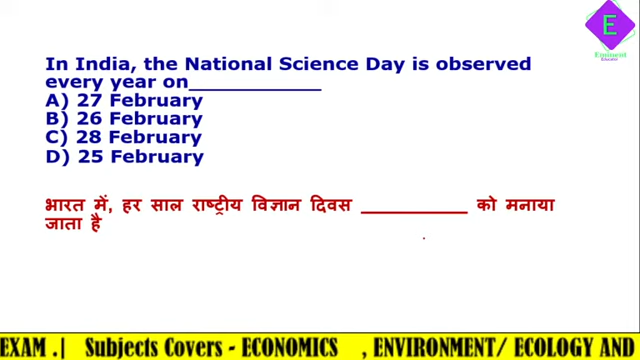 E
Eminent
Educator
In India, the National Science Day is observed
every year on____________
A) 27 February
B) 26 February
C) 28 February
D) 25 February
भारत में, हर साल राष्ट्रीय विज्ञान दिवस __________ को मनाया
जाता है
EXAM .| Subjects Covers - ECONOMICS , ENVIRONMENT/ ECOLOGY AND